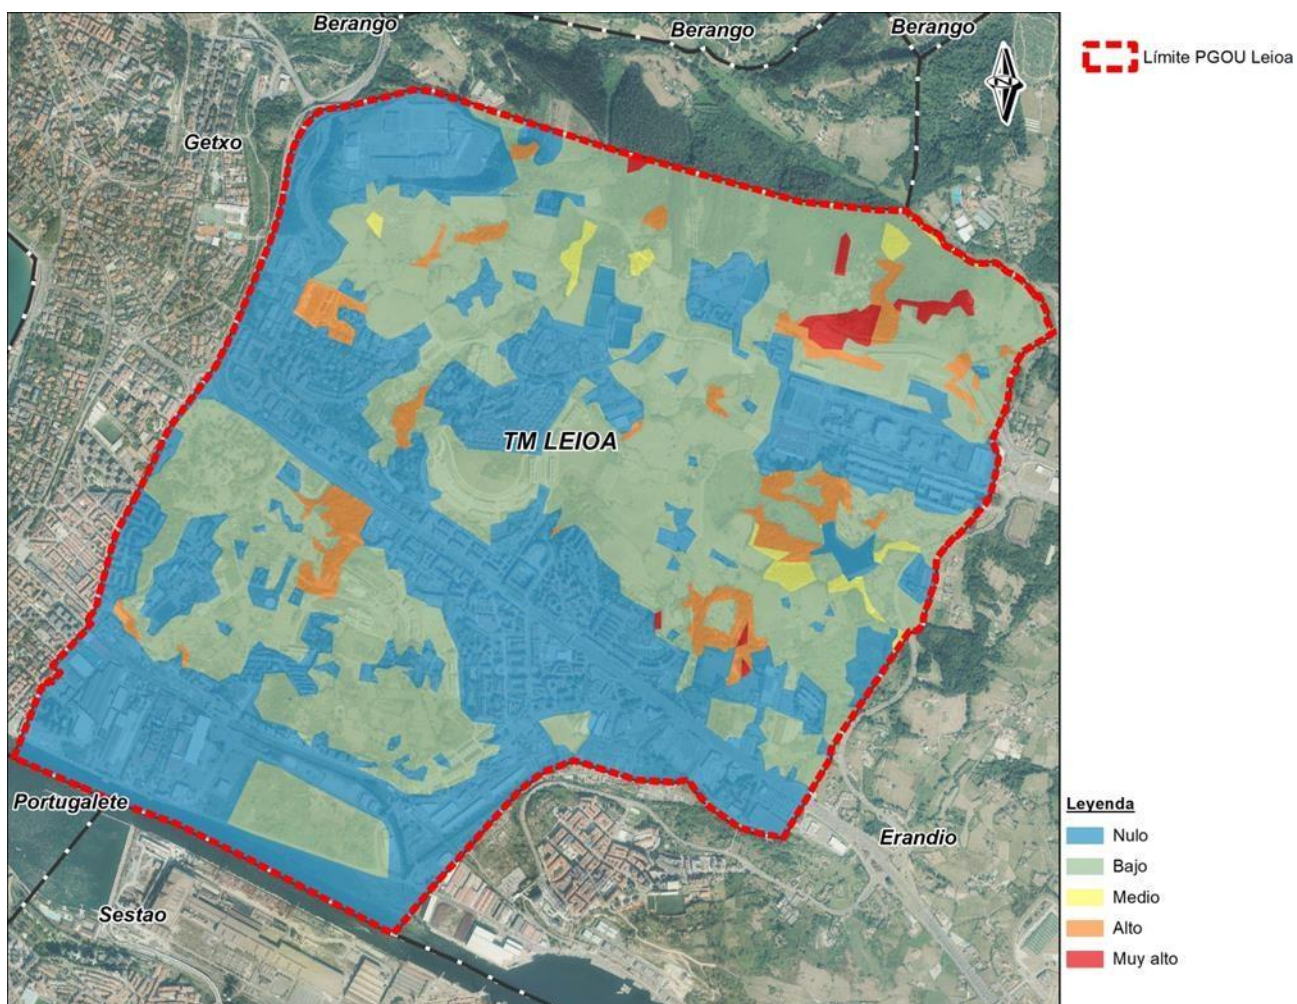 Berango
Berango
Berango
Límite PGOU Leioa
N
Getxo
TM LEIOA
Portugalete
Erandio
Sestao
Leyenda
Nulo
Bajo
Medio
Alto
Muy alto